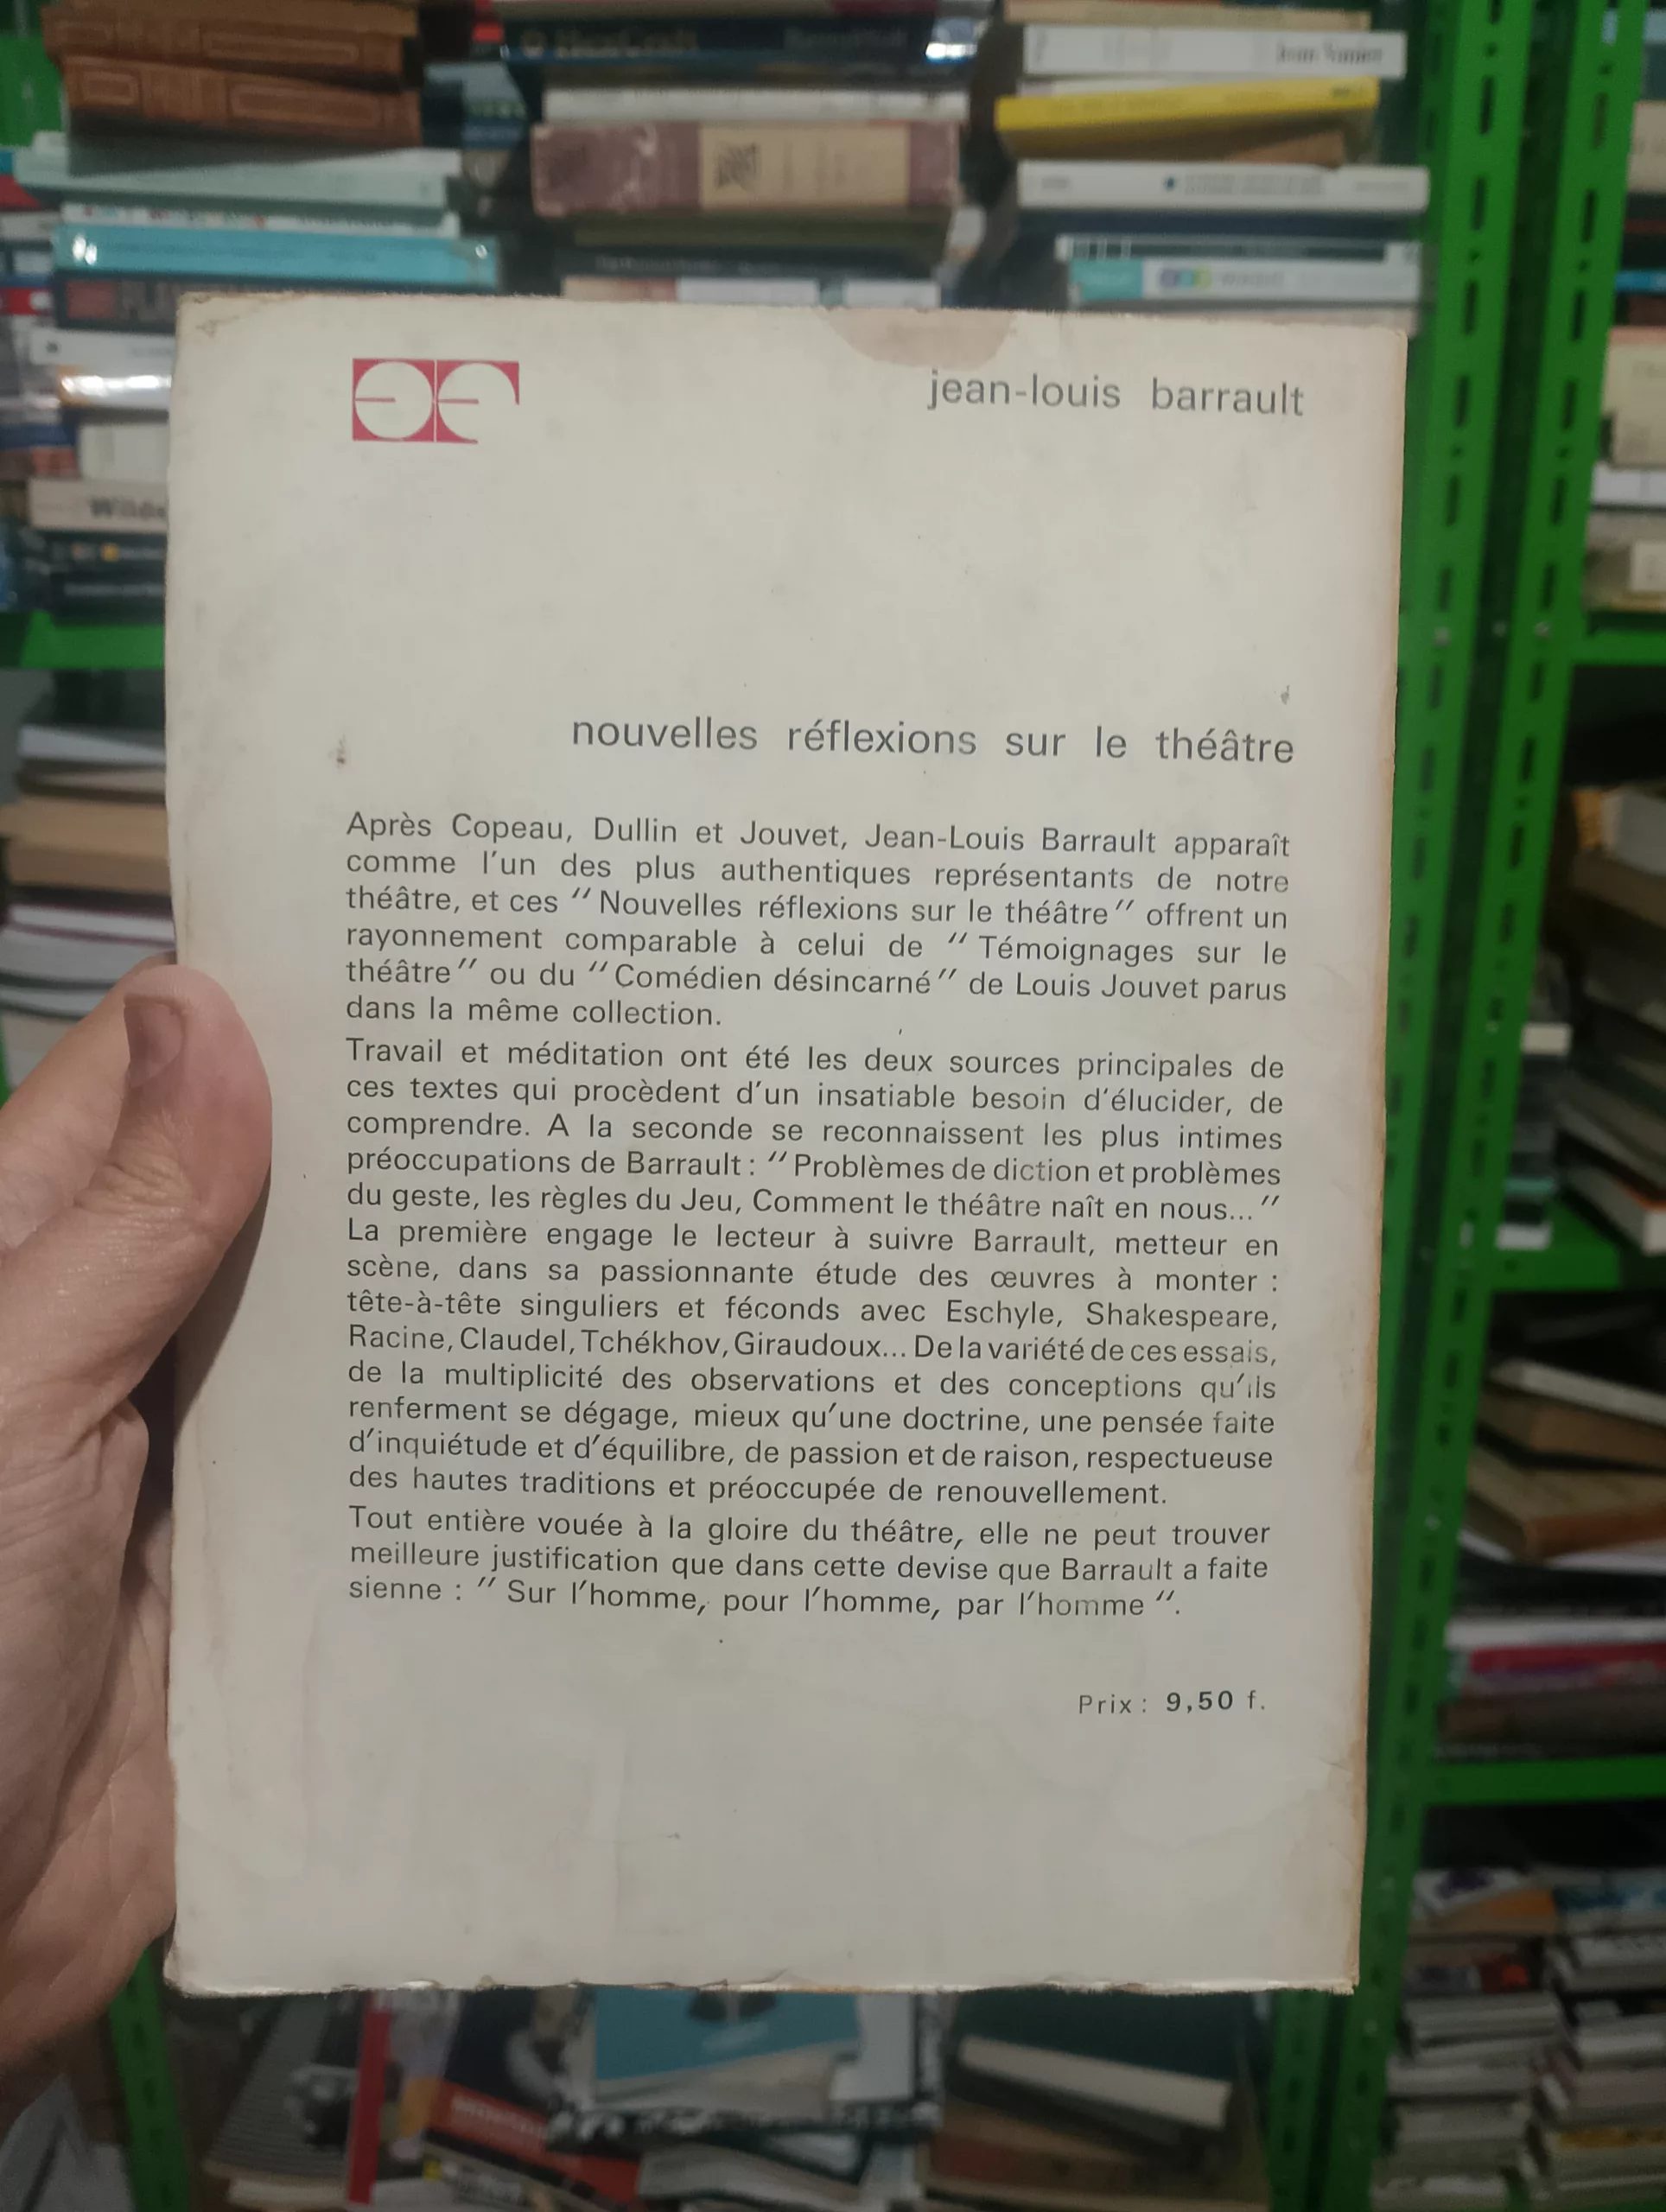 jean-louis barrault
nouvelles réflexions sur le théâtre
Après Copeau, Dullin et Jouvet, Jean-Louis Barrault apparaît
comme l'un des plus authentiques représentants de notre
théâtre, et ces " Nouvelles réflexions sur le théâtre " offrent un
rayonnement comparable à celui de " Témoignages sur le
théâtre " ou du " Comédien désincarné " de Louis Jouvet parus
dans la même collection.
Travail et méditation ont été les deux sources principales de
ces textes qui procèdent d'un insatiable besoin d'élucider, de
comprendre. A la seconde se reconnaissent les plus intimes
préoccupations de Barrault : " Problèmes de diction et problèmes
du geste, les règles du Jeu, Comment le théâtre naît en nous... "
La première engage le lecteur à suivre Barrault, metteur en
scène, dans sa passionnante étude des œuvres à monter :
tête-à-tête singuliers et féconds avec Eschyle, Shakespeare,
Racine, Claudel, Tchékhov, Giraudoux... De la variété de ces essais,
de la multiplicité des observations et des conceptions qu'ils
renferment se dégage, mieux qu'une doctrine, une pensée faite
d'inquiétude et d'équilibre, de passion et de raison, respectueuse
des hautes traditions et préoccupée de renouvellement.
Tout entière vouée à la gloire du théâtre, elle ne peut trouver
meilleure justification que dans cette devise que Barrault a faite
sienne : " Sur l'homme, pour l'homme, par l'homme ".
Prix : 9,50 f.